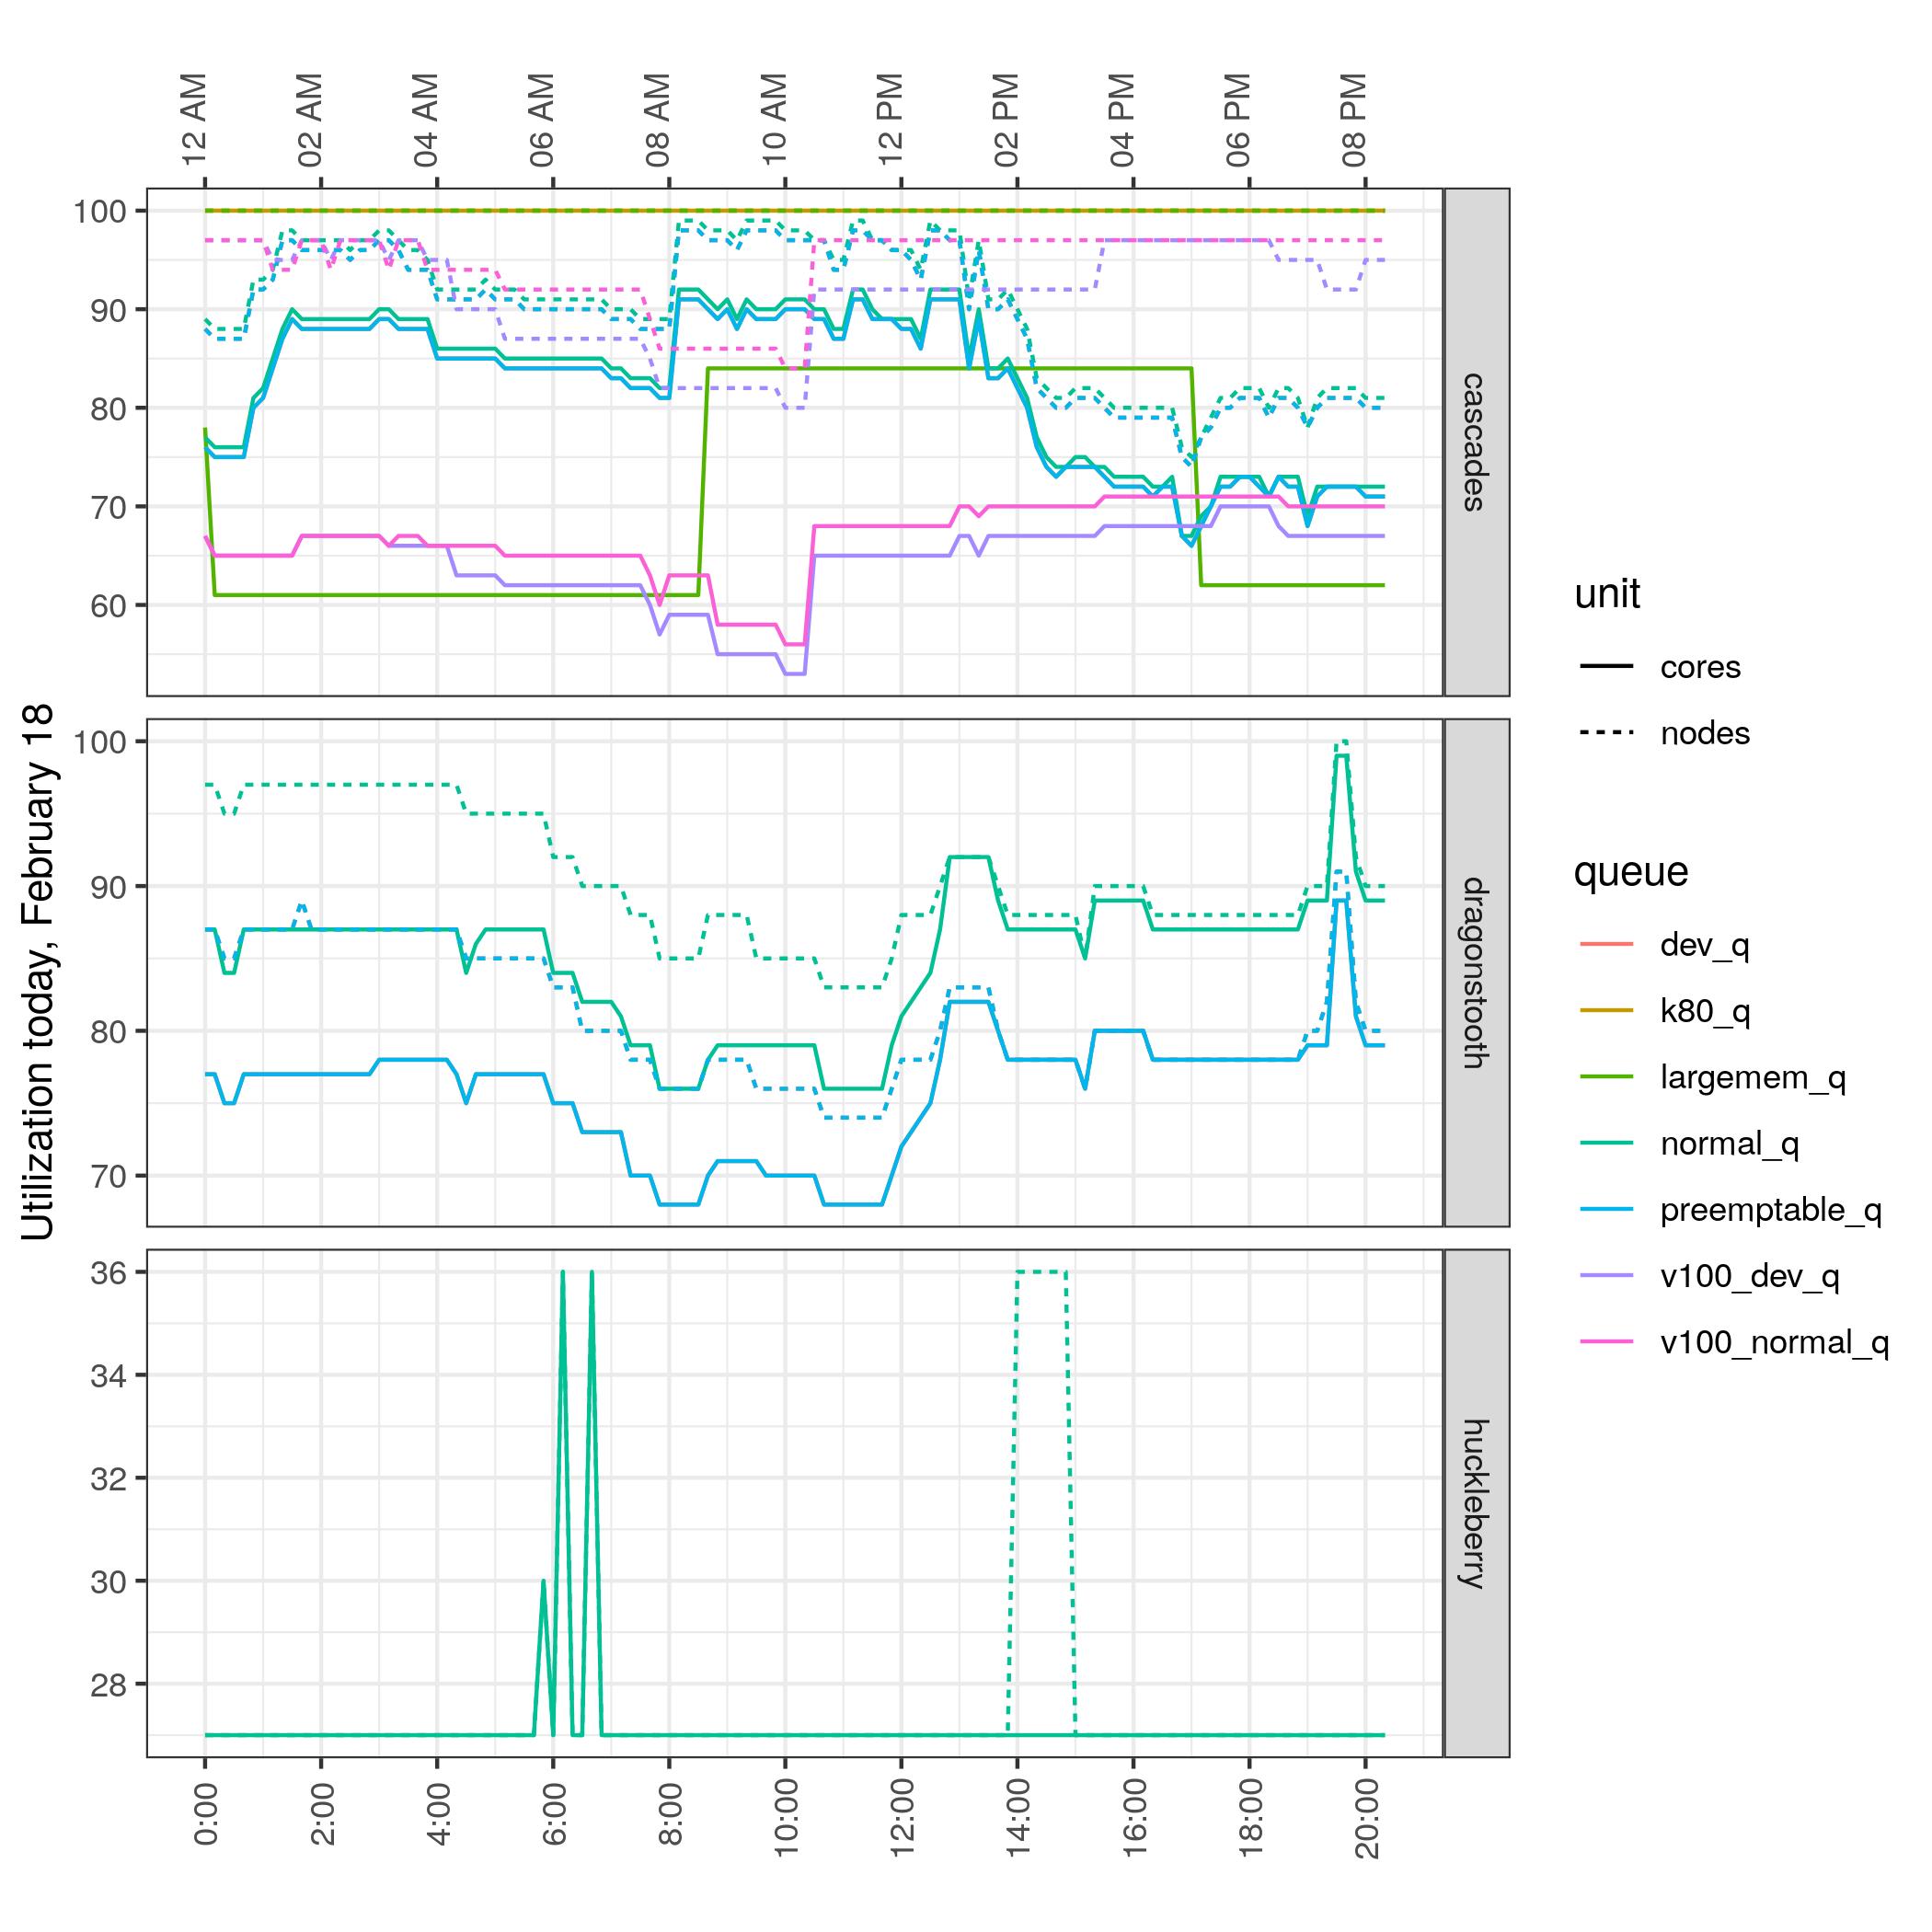 12 AM
02 AM
04 AM
06 AM
08 AM
10 AM
12 PM
02 PM
04 PM
06 PM
08 PM
Utilization today, February 18
100
90
80
70
60
cascades
100
90
80
70
dragonstooth
36
34
32
30
28
huckleberry
0:00
2:00
4:00
6:00
8:00
10:00
12:00
14:00
16:00
18:00
20:00
unit
cores
nodes
queue
dev_q
k80_q
largemem_q
normal_q
preemptable_q
v100_dev_q
v100_normal_q